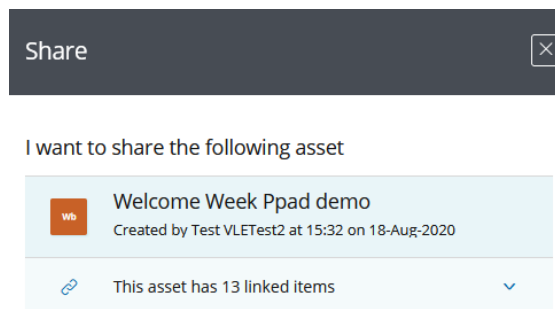 Share
I want to share the following asset
Wb
Welcome Week Ppad demo
Created by Test VLETest2 at 15:32 on 18-Aug-2020
This asset has 13 linked items